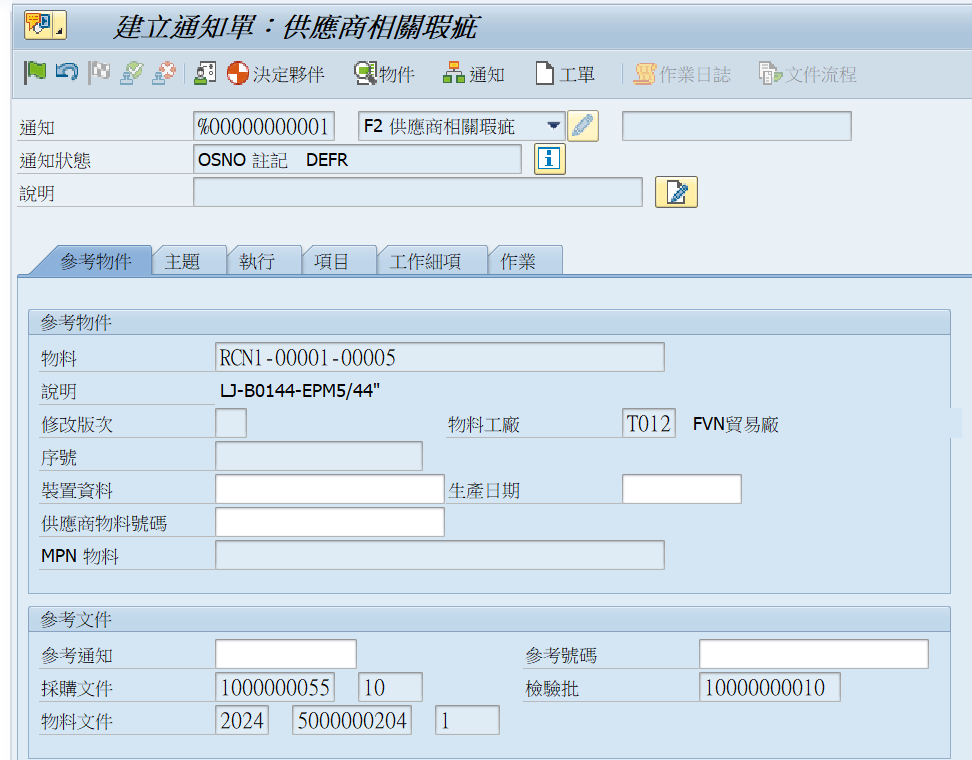 建立通知單：供應商相關瑕疵
決定夥伴 物件 通知 工單 作業日誌 文件流程
通知 %00000000001 F2 供應商相關瑕疵
通知狀態 OSNO 註記 DEFR
說明
參考物件 主題 執行 項目 工作細項 作業
參考物件
物料 RCN1-00001-00005
說明 LJ-B0144-EPM5/44"
修改版次 物料工廠 T012 FVN貿易廠
序號
裝置資料 生產日期
供應商物料號碼
MPN 物料
參考文件
參考通知 參考號碼
採購文件 1000000055 10 檢驗批 10000000010
物料文件 2024 5000000204 1